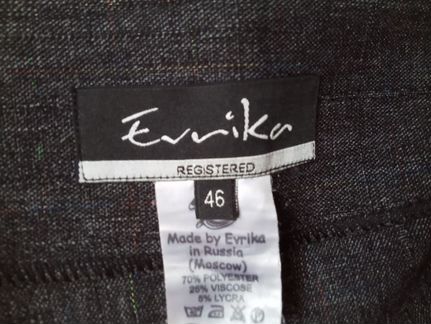 Evrika
REGISTERED
46
Made by Evrika
in Russia
(Moscow)
70% POLYESTER
25% VISCOSE
5% LYCRA